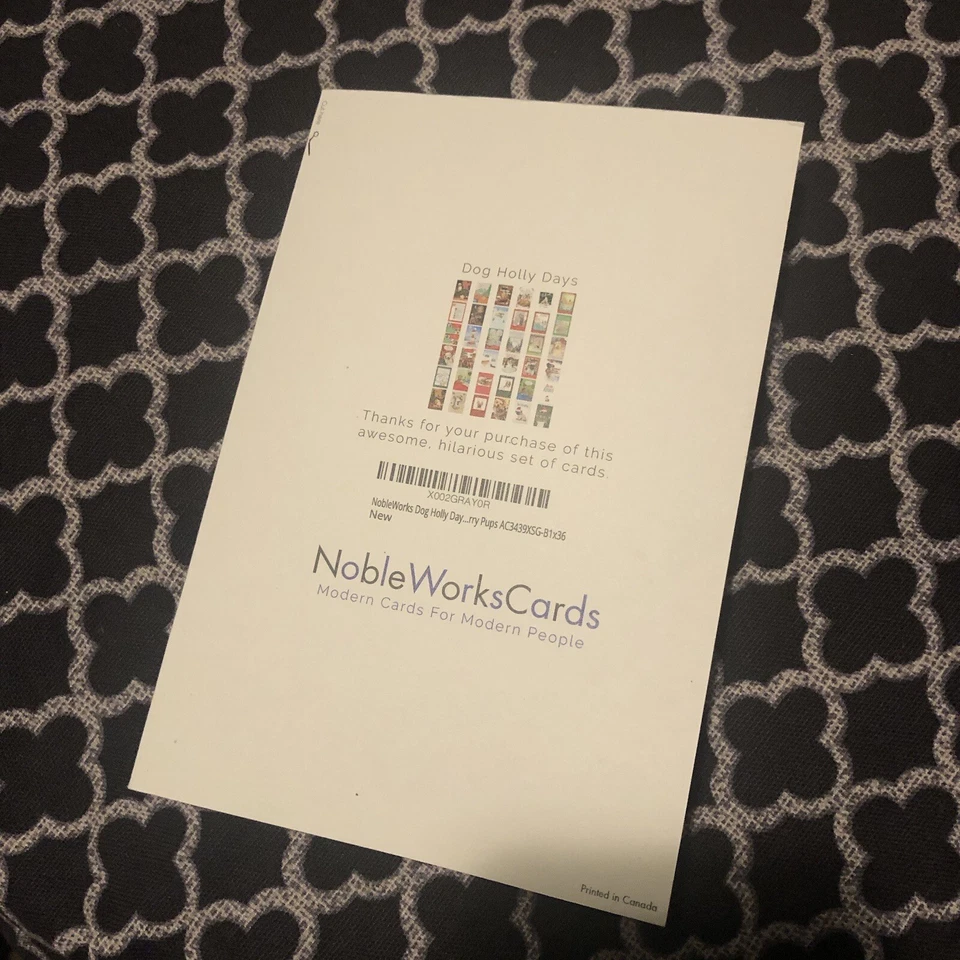 Dog Holly Days
Thanks for your purchase of this
awesome, hilarious set of cards.
X002GRAY0R
NobleWorks Dog Holly Day...rry Pups AC3439XSG-B1x36
New
NobleWorksCards
Modern Cards For Modern People
Printed in Canada